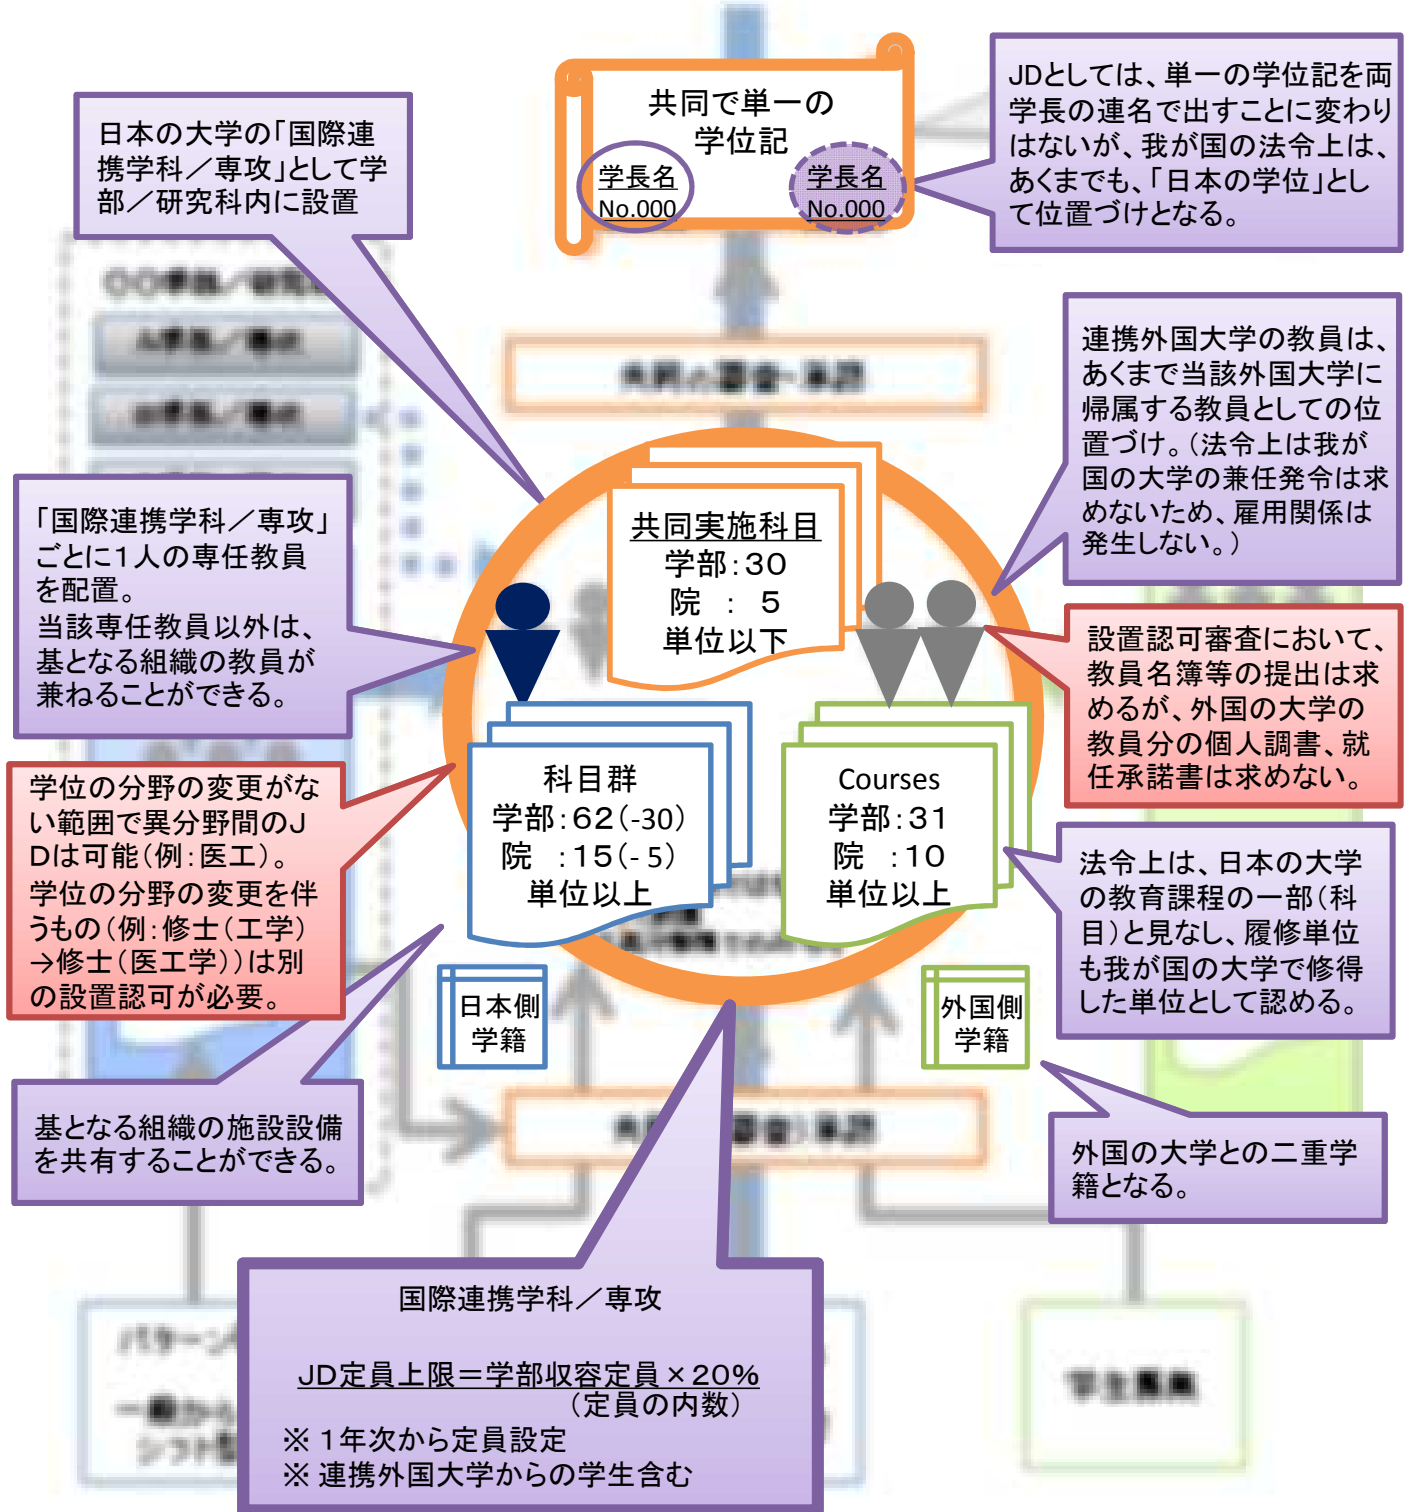 共同で単一の
学位記
学長名
No.000
学長名
No.000
JDとしては、単一の学位記を両
学長の連名で出すことに変わり
はないが、我が国の法令上は、
あくまでも、「日本の学位」とし
て位置づけとなる。
日本の大学の「国際連
携学科／専攻」として学
部／研究科内に設置
連携外国大学の教員は、
あくまで当該外国大学に
帰属する教員としての位
置づけ。（法令上は我が
国の大学の兼任発令は求
めないため、雇用関係は
発生しない。）
「国際連携学科／専攻」
ごとに１人の専任教員
を配置。
当該専任教員以外は、
基となる組織の教員が
兼ねることができる。
共同実施科目
学部：30
院 ： 5
単位以下
設置認可審査において、
教員名簿等の提出は求
めるが、外国の大学の
教員分の個人調書、就
任承諾書は求めない。
学位の分野の変更がな
い範囲で異分野間のJ
Dは可能（例：医工）。
学位の分野の変更を伴
うもの（例：修士（工学）
→修士（医工学））は別
の設置認可が必要。
科目群
学部：62（-30）
院 ：15（- 5）
単位以上
Courses
学部：31
院 ：10
単位以上
法令上は、日本の大学
の教育課程の一部（科
目）と見なし、履修単位
も我が国の大学で修得
した単位として認める。
日本側
学籍
外国側
学籍
基となる組織の施設設備
を共有することができる。
外国の大学との二重学
籍となる。
国際連携学科／専攻
JD定員上限＝学部収容定員×20%
（定員の内数）
※ 1年次から定員設定
※ 連携外国大学からの学生含む
学生募集